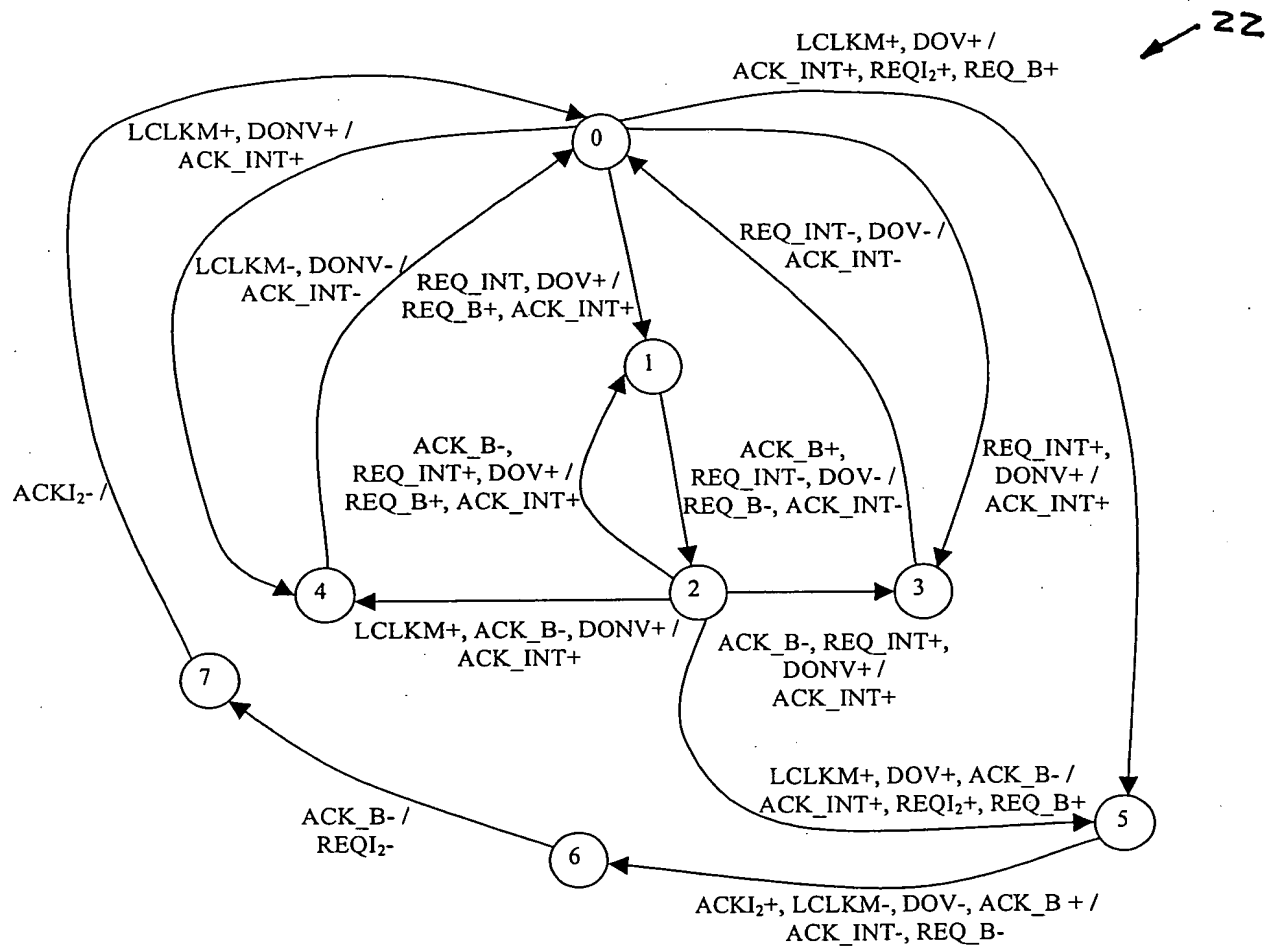 22
LCLKM+, DOV+ /
ACK_INT+, REQI₂+, REQ_B+
LCLKM+, DONV+ /
ACK_INT+
0
REQ_INT-, DOV- /
ACK_INT-
LCLKM-, DONV- /
ACK_INT-
REQ_INT, DOV+ /
REQ_B+, ACK_INT+
1
ACK_B-,
REQ_INT+, DOV+ /
REQ_B+, ACK_INT+
ACK_B+,
REQ_INT-, DOV- /
REQ_B-, ACK_INT-
REQ_INT+,
DONV+ /
ACK_INT+
ACKI₂- /
4
2
3
LCLKM+, ACK_B-, DONV+ /
ACK_INT+
ACK_B-, REQ_INT+,
DONV+ /
ACK_INT+
7
LCLKM+, DOV+, ACK_B- /
ACK_INT+, REQI₂+, REQ_B+
5
ACK_B- /
REQI₂-
6
ACKI₂+, LCLKM-, DOV-, ACK_B + /
ACK_INT-, REQ_B-